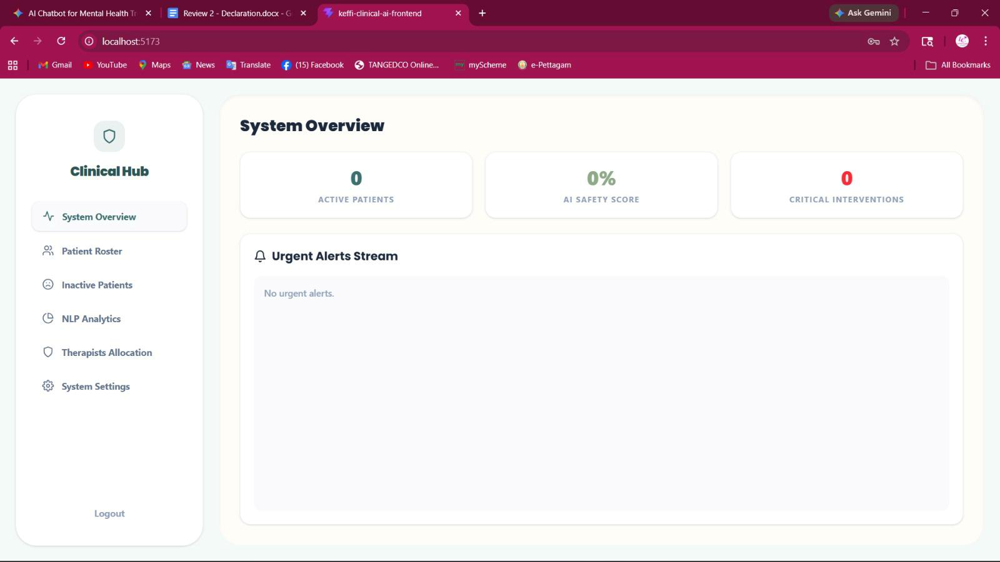 AI Chatbot for Mental Health Tr
Review 2 - Declaration.docx - G
keffi-clinical-ai-frontend
Ask Gemini
localhost:5173
Gmail
YouTube
Maps
News
Translate
(15) Facebook
TANGEDCO Online...
myScheme
e-Pettagam
All Bookmarks
Clinical Hub
System Overview
Patient Roster
Inactive Patients
NLP Analytics
Therapists Allocation
System Settings
Logout
System Overview
0
ACTIVE PATIENTS
0%
AI SAFETY SCORE
0
CRITICAL INTERVENTIONS
Urgent Alerts Stream
No urgent alerts.